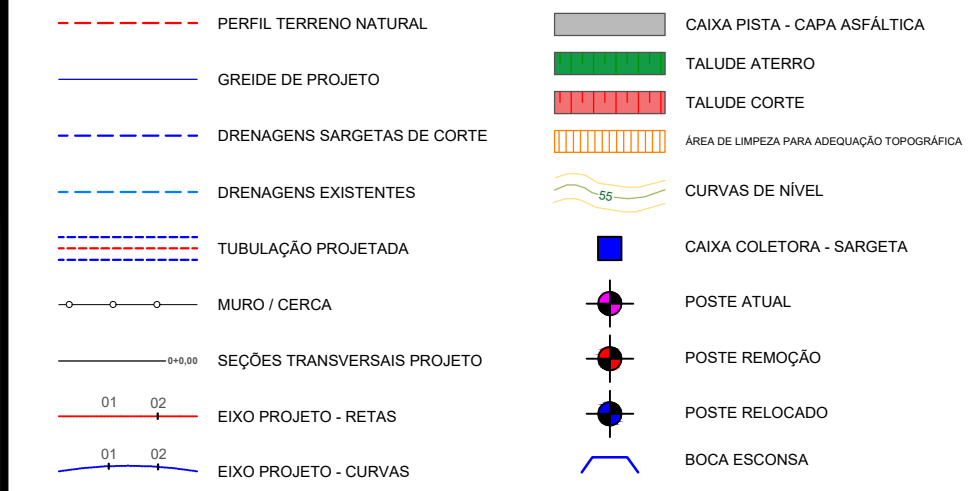 PERFIL TERRENO NATURAL
GREIDE DE PROJETO
DRENAGENS SARGETAS DE CORTE
DRENAGENS EXISTENTES
TUBULAÇÃO PROJETADA
MURO / CERCA
0+0,00
SEÇÕES TRANSVERSAIS PROJETO
01 02
EIXO PROJETO - RETAS
01 02
EIXO PROJETO - CURVAS
CAIXA PISTA - CAPA ASFÁLTICA
TALUDE ATERRO
TALUDE CORTE
ÁREA DE LIMPEZA PARA ADEQUAÇÃO TOPOGRÁFICA
55
CURVAS DE NÍVEL
CAIXA COLETORA - SARGETA
POSTE ATUAL
POSTE REMOÇÃO
POSTE RELOCADO
BOCA ESCONSA